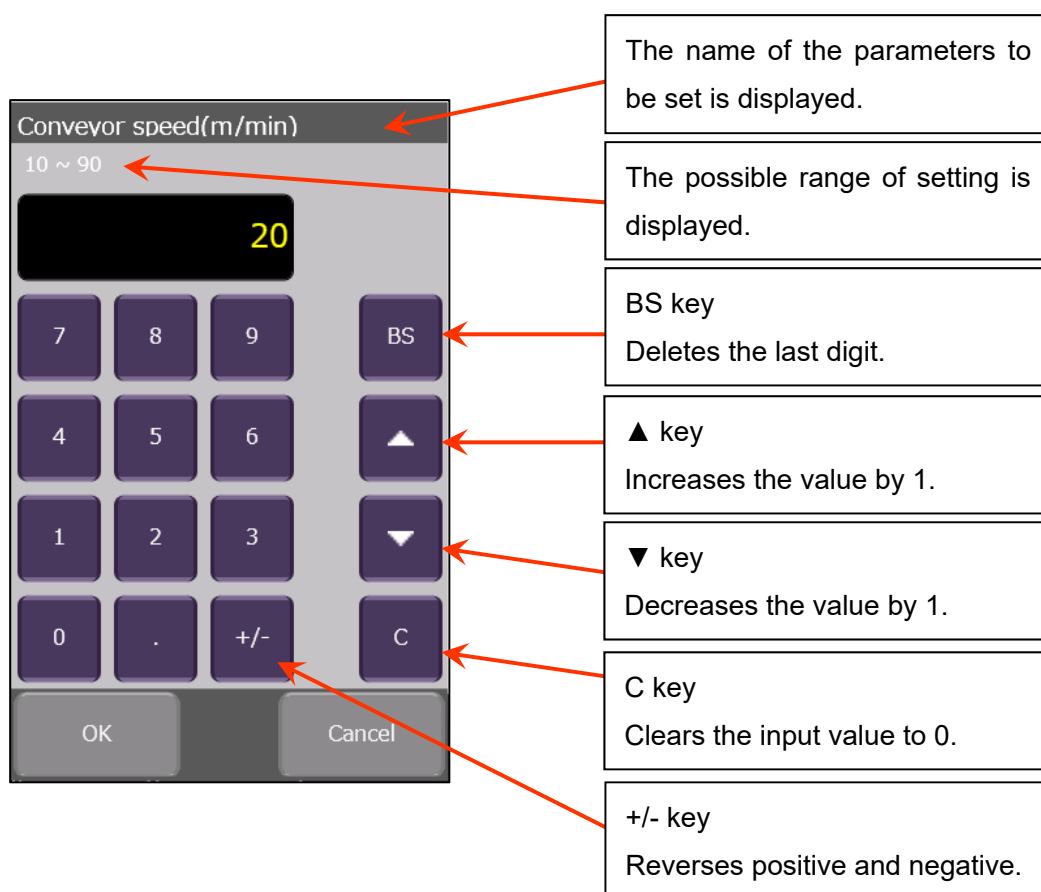 The name of the parameters to
be set is displayed.
Conveyor speed(m/min)
10 ~ 90
The possible range of setting is
displayed.
20
BS key
Deletes the last digit.
7 8 9 BS
▲ key
Increases the value by 1.
4 5 6 ▲
▼ key
Decreases the value by 1.
1 2 3 ▼
0 . +/- C
C key
Clears the input value to 0.
OK Cancel
+/- key
Reverses positive and negative.